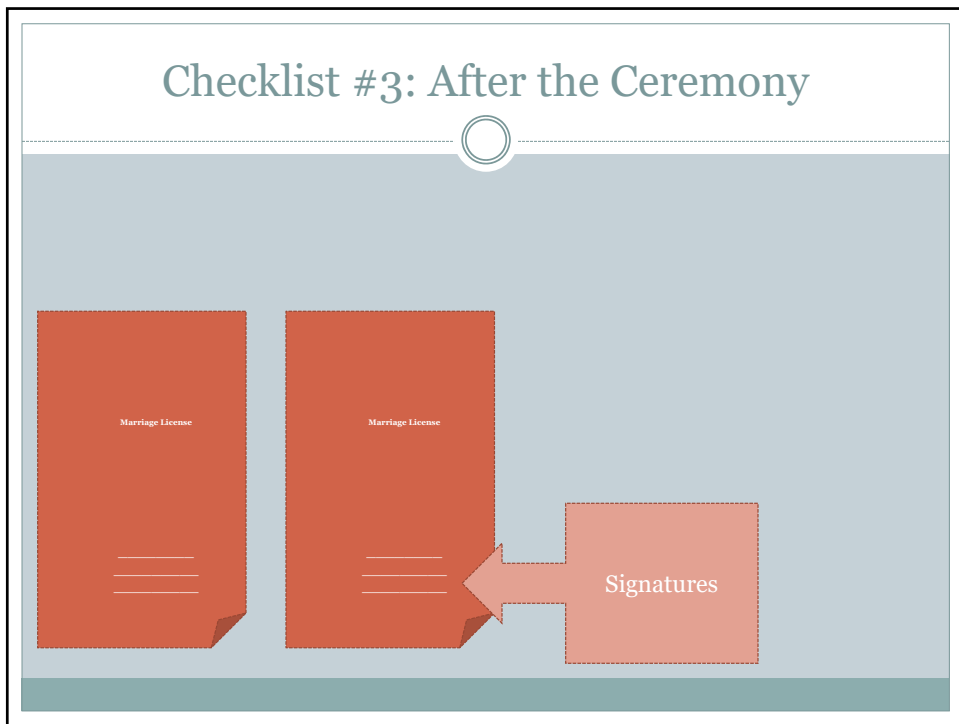 Checklist #3: After the Ceremony
Marriage License
Marriage License
Signatures